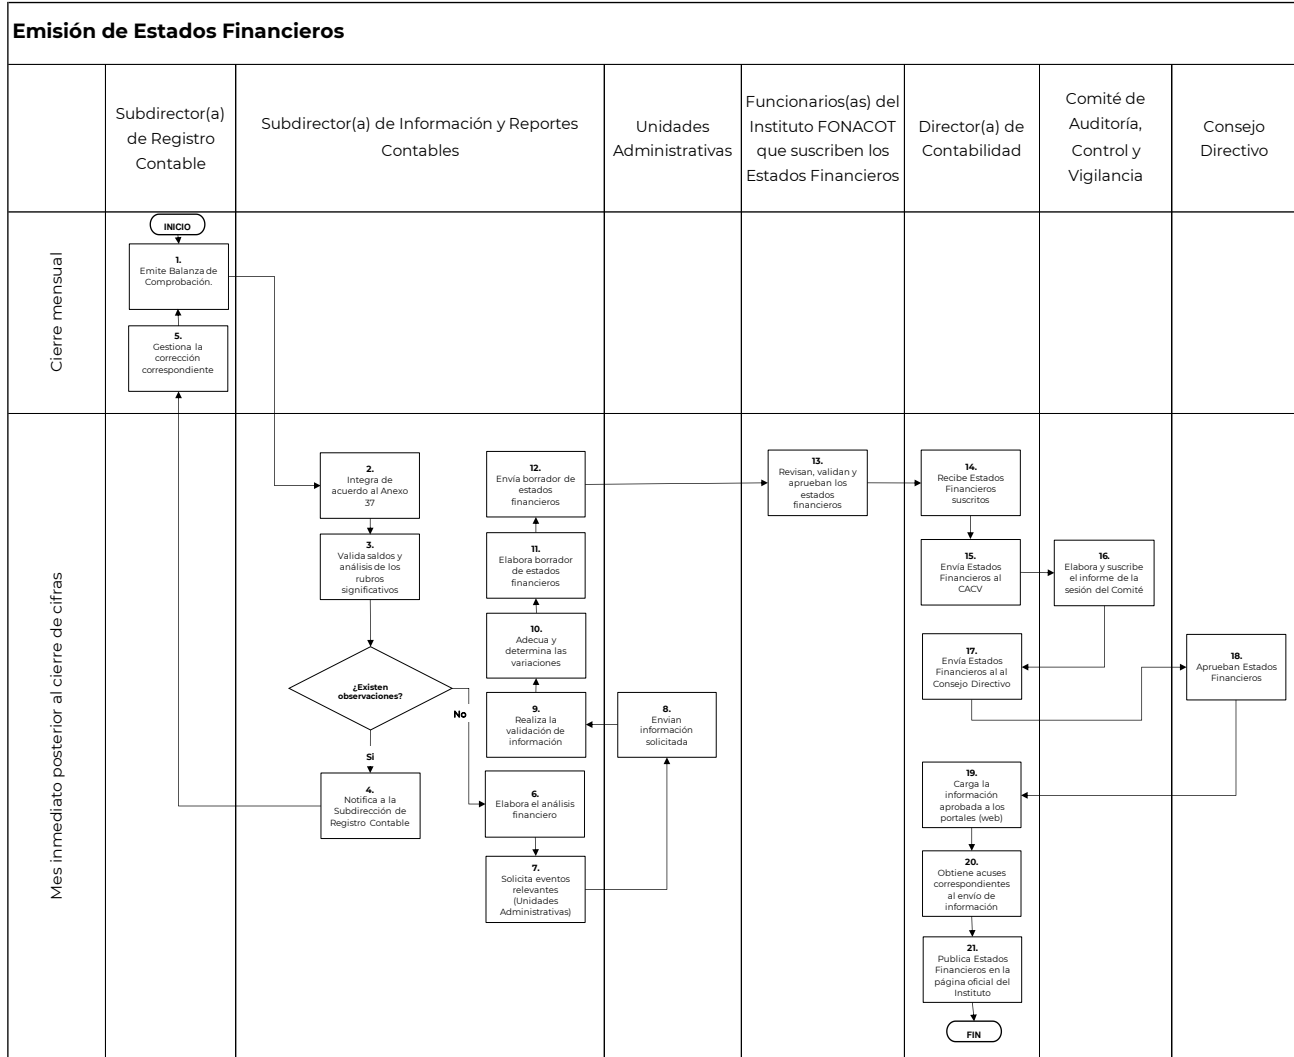 Emisión de Estados Financieros
Subdirector(a)
de Registro
Contable
Subdirector(a) de Información y Reportes
Contables
Unidades
Administrativas
Funcionarios(as) del
Instituto FONACOT
que suscriben los
Estados Financieros
Director(a) de
Contabilidad
Comité de
Auditoría,
Control y
Vigilancia
Consejo
Directivo
Cierre mensual
INICIO
1.
Emite Balanza de
Comprobación.
5.
Gestiona la
corrección
correspondiente
Mes inmediato posterior al cierre de cifras
2.
Integra de
acuerdo al Anexo
37
3.
Valida saldos y
análisis de los
rubros
significativos
¿Existen
observaciones?
No
Si
4.
Notifica a la
Subdirección de
Registro Contable
12.
Envía borrador de
estados
financieros
11.
Elabora borrador
de estados
financieros
10.
Adecua y
determina las
variaciones
9.
Realiza la
validación de
información
6.
Elabora el análisis
financiero
7.
Solicita eventos
relevantes
(Unidades
Administrativas)
8.
Envian
información
solicitada
13.
Revisan, validan y
aprueban los
estados
financieros
14.
Recibe Estados
Financieros
suscritos
15.
Envía Estados
Financieros al
CACV
16.
Elabora y suscribe
el informe de la
sesión del Comité
17.
Envía Estados
Financieros al al
Consejo Directivo
18.
Aprueban Estados
Financieros
19.
Carga la
información
aprobada a los
portales (web)
20.
Obtiene acuses
correspondientes
al envío de
información
21.
Publica Estados
Financieros en la
página oficial del
Instituto
FIN